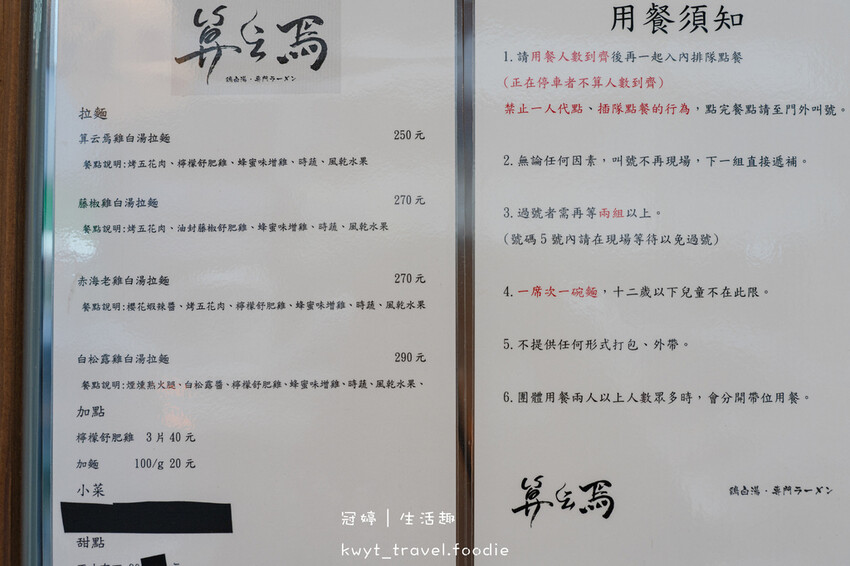 算云焉
鶏白湯・専門ラーメン
拉麵
算云焉雞白湯拉麵 250元
餐點說明:烤五花肉、檸檬舒肥雞、蜂蜜味增雞、時蔬、風乾水果
藤椒雞白湯拉麵 270元
餐點說明:烤五花肉、油封藤椒舒肥雞、蜂蜜味增雞、時蔬、風乾水果
赤海老雞白湯拉麵 270元
餐點說明:櫻花蝦辣醬、烤五花肉、檸檬舒肥雞、蜂蜜味增雞、時蔬、風乾水果
白松露雞白湯拉麵 290元
餐點說明:煙燻熟火腿、白松露醬、檸檬舒肥雞、蜂蜜味增雞、時蔬、風乾水果、
加點
檸檬舒肥雞 3片40元
加麵 100/g 20元
小菜
甜點
用餐須知
1.請用餐人數到齊後再一起入內排隊點餐
(正在停車者不算人數到齊)
禁止一人代點、插隊點餐的行為，點完餐點請至門外叫號。
2.無論任何因素，叫號不再現場，下一組直接遞補。
3.過號者需再等兩組以上。
(號碼5號內請在現場等待以免過號)
4.一席次一碗麵，十二歲以下兒童不在此限。
5.不提供任何形式打包、外帶。
6.團體用餐兩人以上人數眾多時，會分開帶位用餐。
算云焉
鶏白湯・専門ラーメン
冠婷｜生活趣
kwyt_travel.foodie